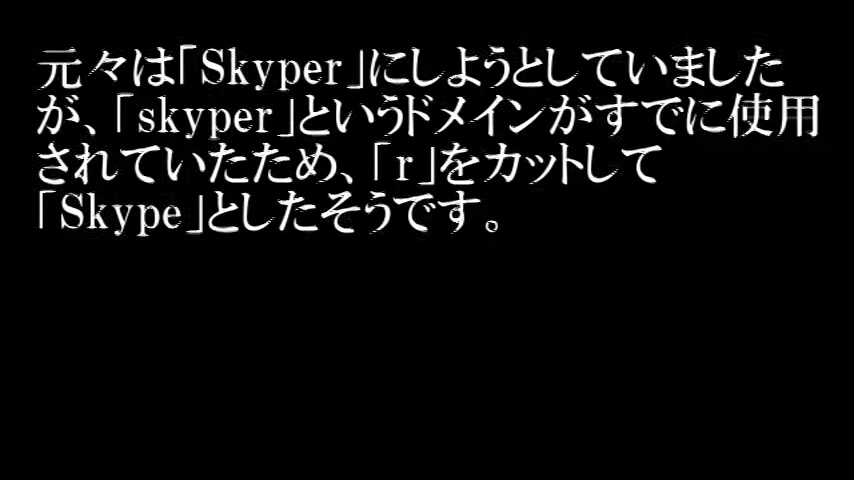 元々は「Skyper」にしようとしていました
が、「skyper」というドメインがすでに使用
されていたため、「r」をカットして
「Skype」としたそうです。